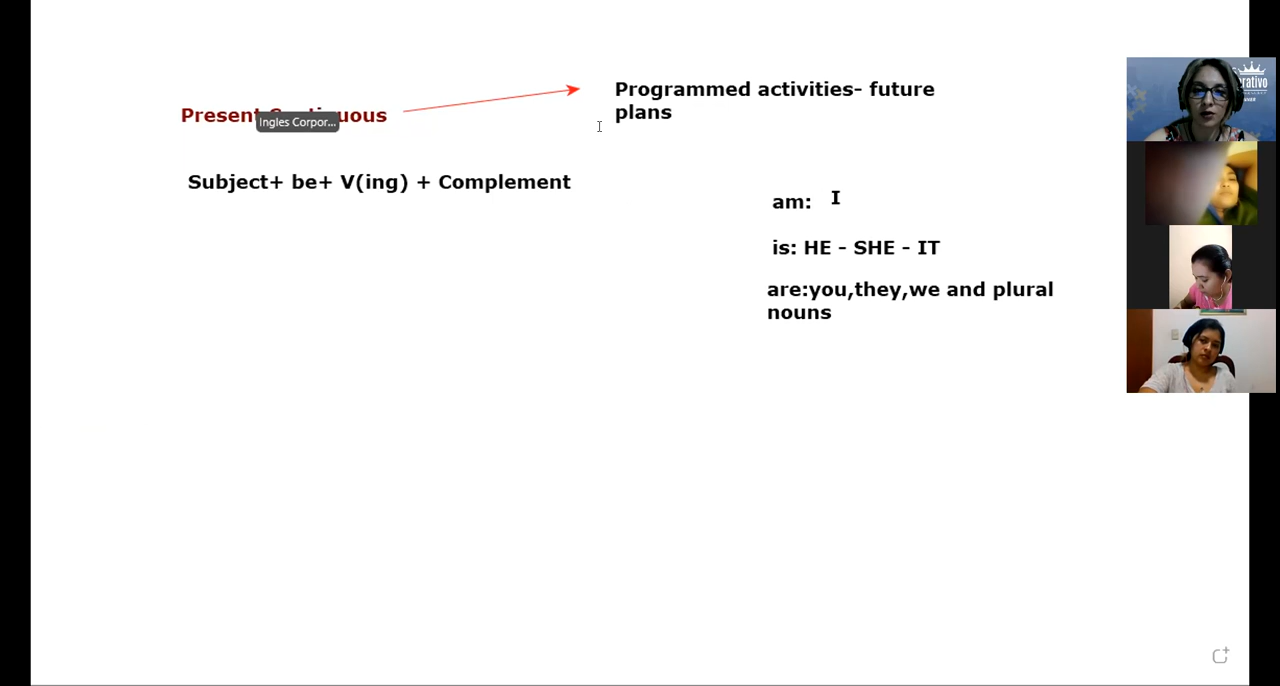 Programmed activities- future
plans
Present Continuous
Ingles Corpor...
Subject+ be+ V(ing) + Complement
am: I
is: HE - SHE - IT
are:you,they,we and plural
nouns